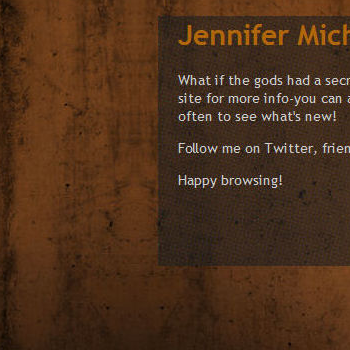 Jennifer Mich
What if the gods had a secr
site for more info-you can a
often to see what's new!
Follow me on Twitter, frien
Happy browsing!